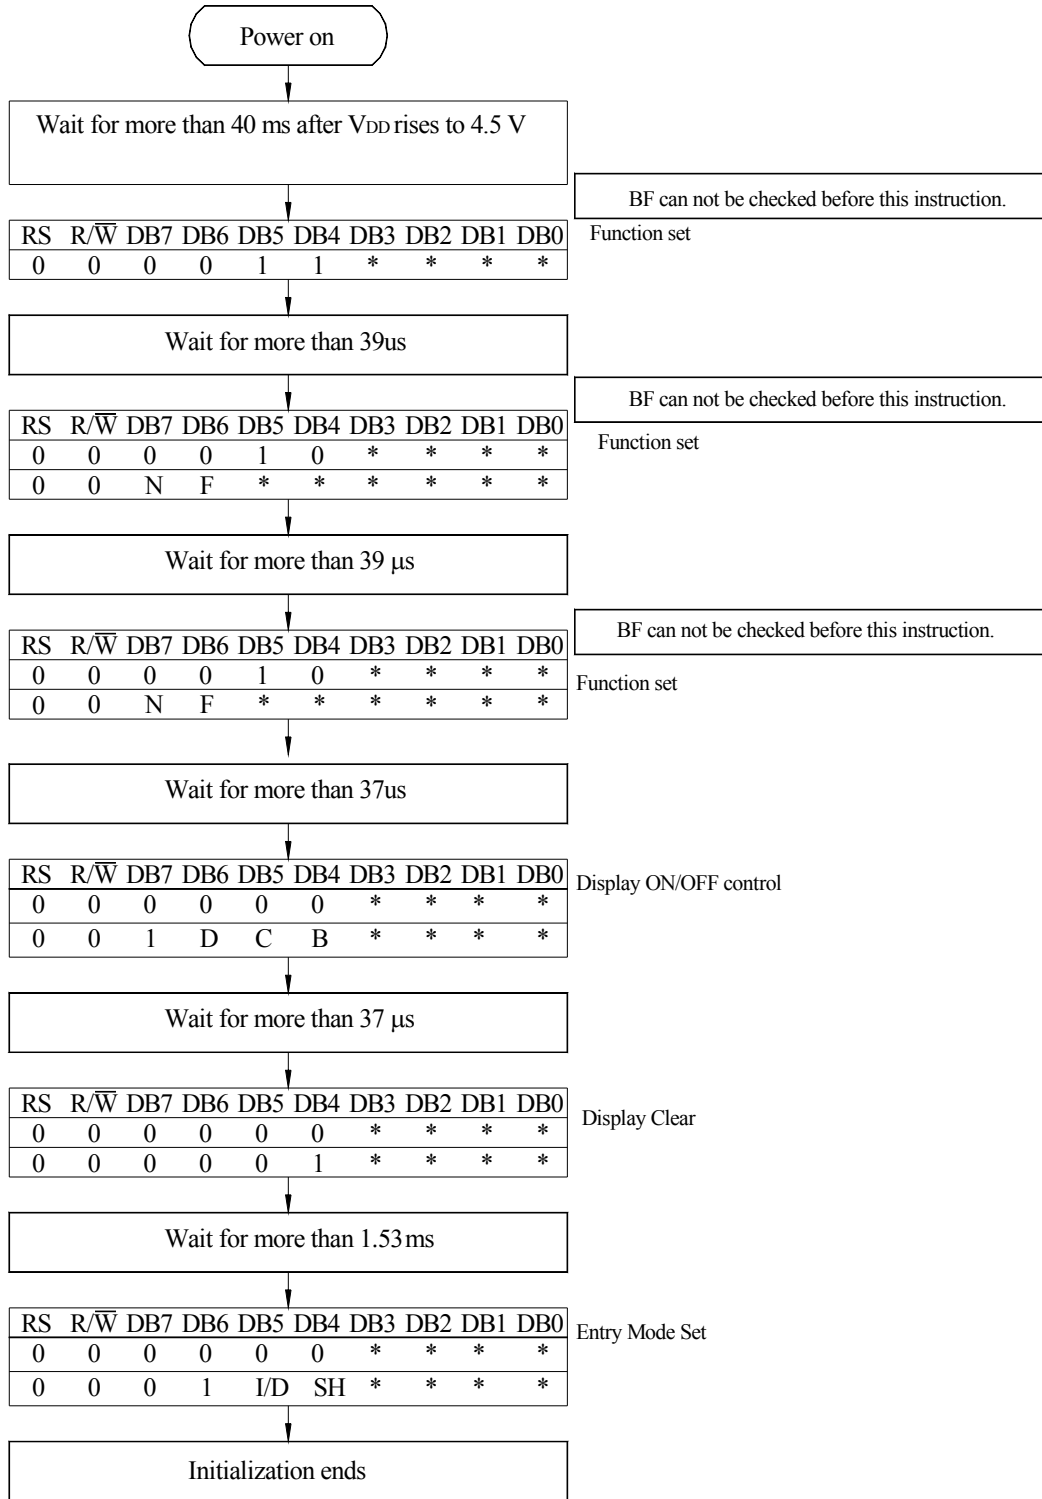 Power on
Wait for more than 40 ms after VDD rises to 4.5 V
BF can not be checked before this instruction.
RS R/W̅ DB7 DB6 DB5 DB4 DB3 DB2 DB1 DB0
Function set
0 0 0 0 1 1 * * * *
Wait for more than 39us
BF can not be checked before this instruction.
RS R/W̅ DB7 DB6 DB5 DB4 DB3 DB2 DB1 DB0
Function set
0 0 0 0 1 0 * * * *
0 0 N F * * * * * *
Wait for more than 39 µs
BF can not be checked before this instruction.
RS R/W̅ DB7 DB6 DB5 DB4 DB3 DB2 DB1 DB0
0 0 0 0 1 0 * * * *
Function set
0 0 N F * * * * * *
Wait for more than 37us
RS R/W̅ DB7 DB6 DB5 DB4 DB3 DB2 DB1 DB0
Display ON/OFF control
0 0 0 0 0 0 * * * *
0 0 1 D C B * * * *
Wait for more than 37 µs
RS R/W̅ DB7 DB6 DB5 DB4 DB3 DB2 DB1 DB0
Display Clear
0 0 0 0 0 0 * * * *
0 0 0 0 0 1 * * * *
Wait for more than 1.53ms
RS R/W̅ DB7 DB6 DB5 DB4 DB3 DB2 DB1 DB0
Entry Mode Set
0 0 0 0 0 0 * * * *
0 0 0 1 I/D SH * * * *
Initialization ends